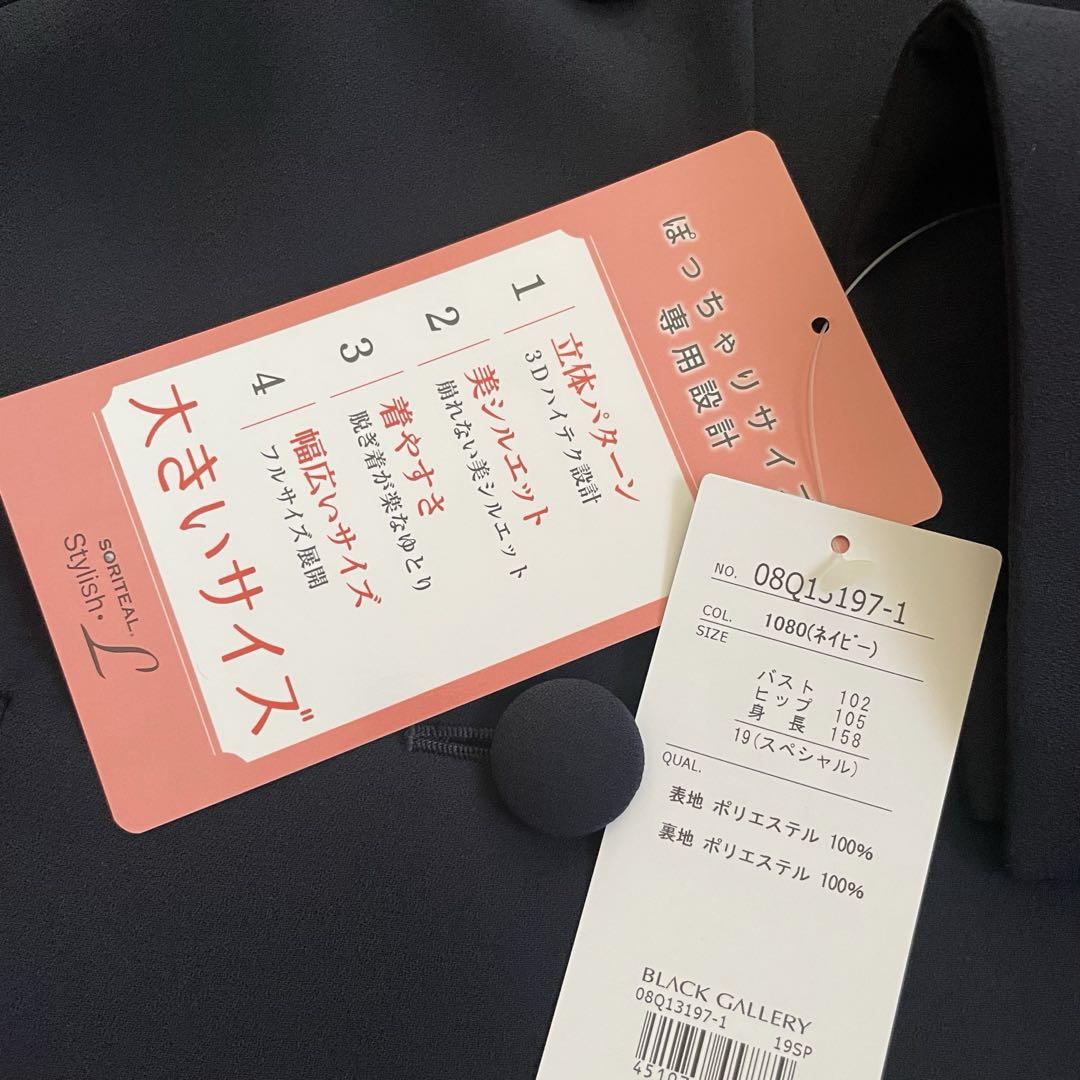 ぽっちゃりサイズ
専用設計
1
立体パターン
3Dハイテク設計
2
美シルエット
崩れない美シルエット
3
着やすさ
脱ぎ着が楽なゆとり
4
幅広いサイズ
フルサイズ展開
大きいサイズ
SORITEAL.
Stylish・L
NO. 08Q13197-1
COL. 1080(ネイビー)
SIZE
バスト 102
ヒップ 105
身長 158
19(スペシャル)
QUAL.
表地 ポリエステル 100%
裏地 ポリエステル 100%
BLACK GALLERY
08Q13197-1
19SP